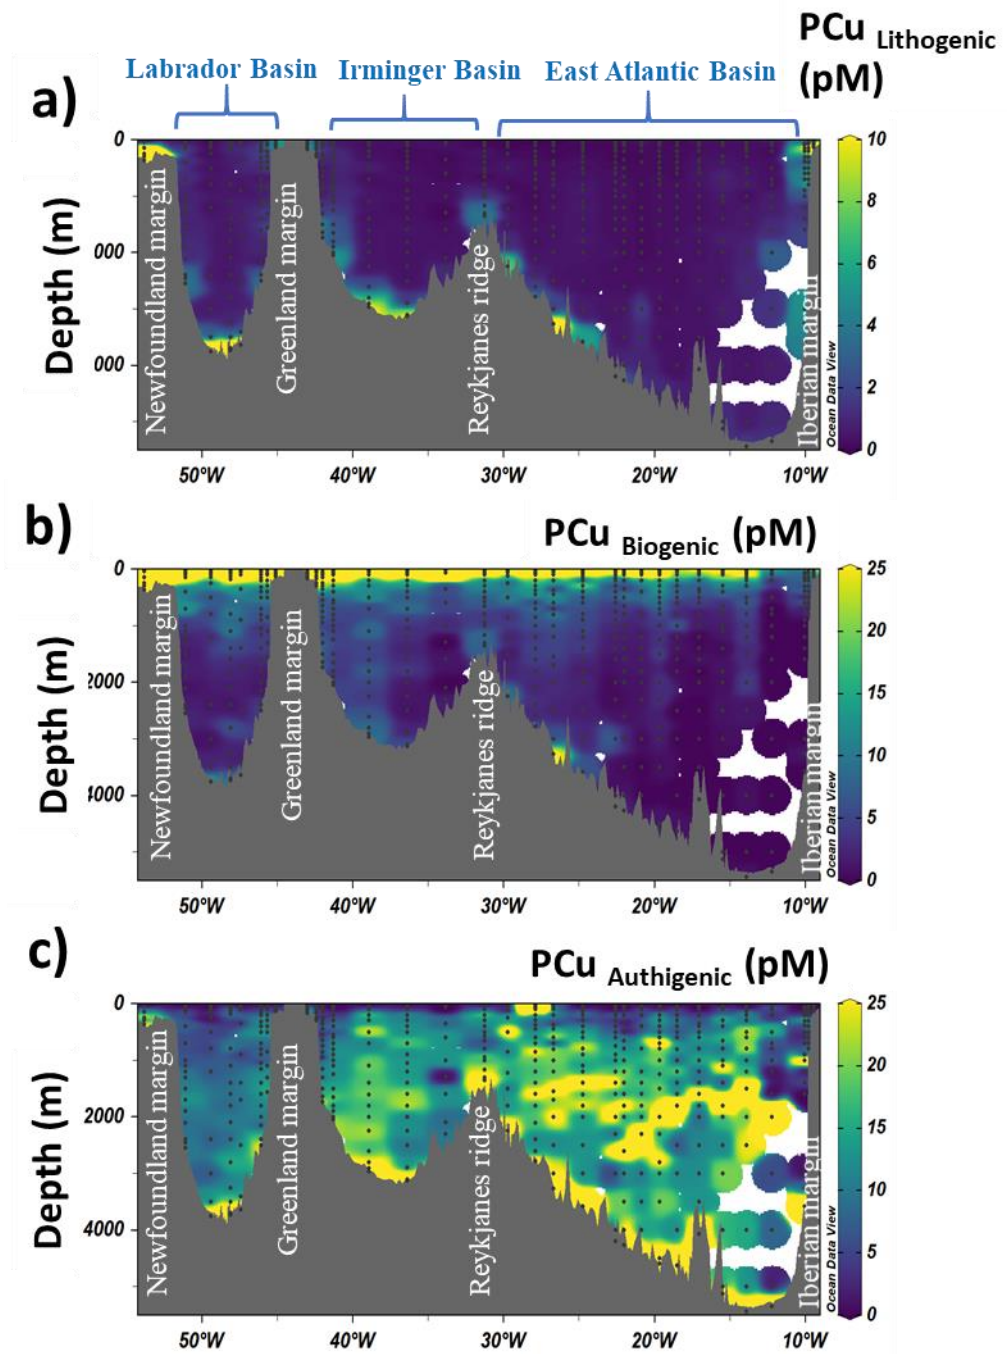 PCu Lithogenic
(pM)
a)
Labrador Basin
Irminger Basin
East Atlantic Basin
Depth (m)
0
000
000
Newfoundland margin
Greenland margin
Reykjanes ridge
Iberian margin
Ocean Data View
10
8
6
4
2
0
50°W
40°W
30°W
20°W
10°W
b)
PCu Biogenic (pM)
Depth (m)
0
2000
1000
Newfoundland margin
Greenland margin
Reykjanes ridge
Iberian margin
Ocean Data View
25
20
15
10
5
0
50°W
40°W
30°W
20°W
10°W
c)
PCu Authigenic (pM)
Depth (m)
0
2000
4000
Newfoundland margin
Greenland margin
Reykjanes ridge
Iberian margin
Ocean Data View
25
20
15
10
5
0
50°W
40°W
30°W
20°W
10°W